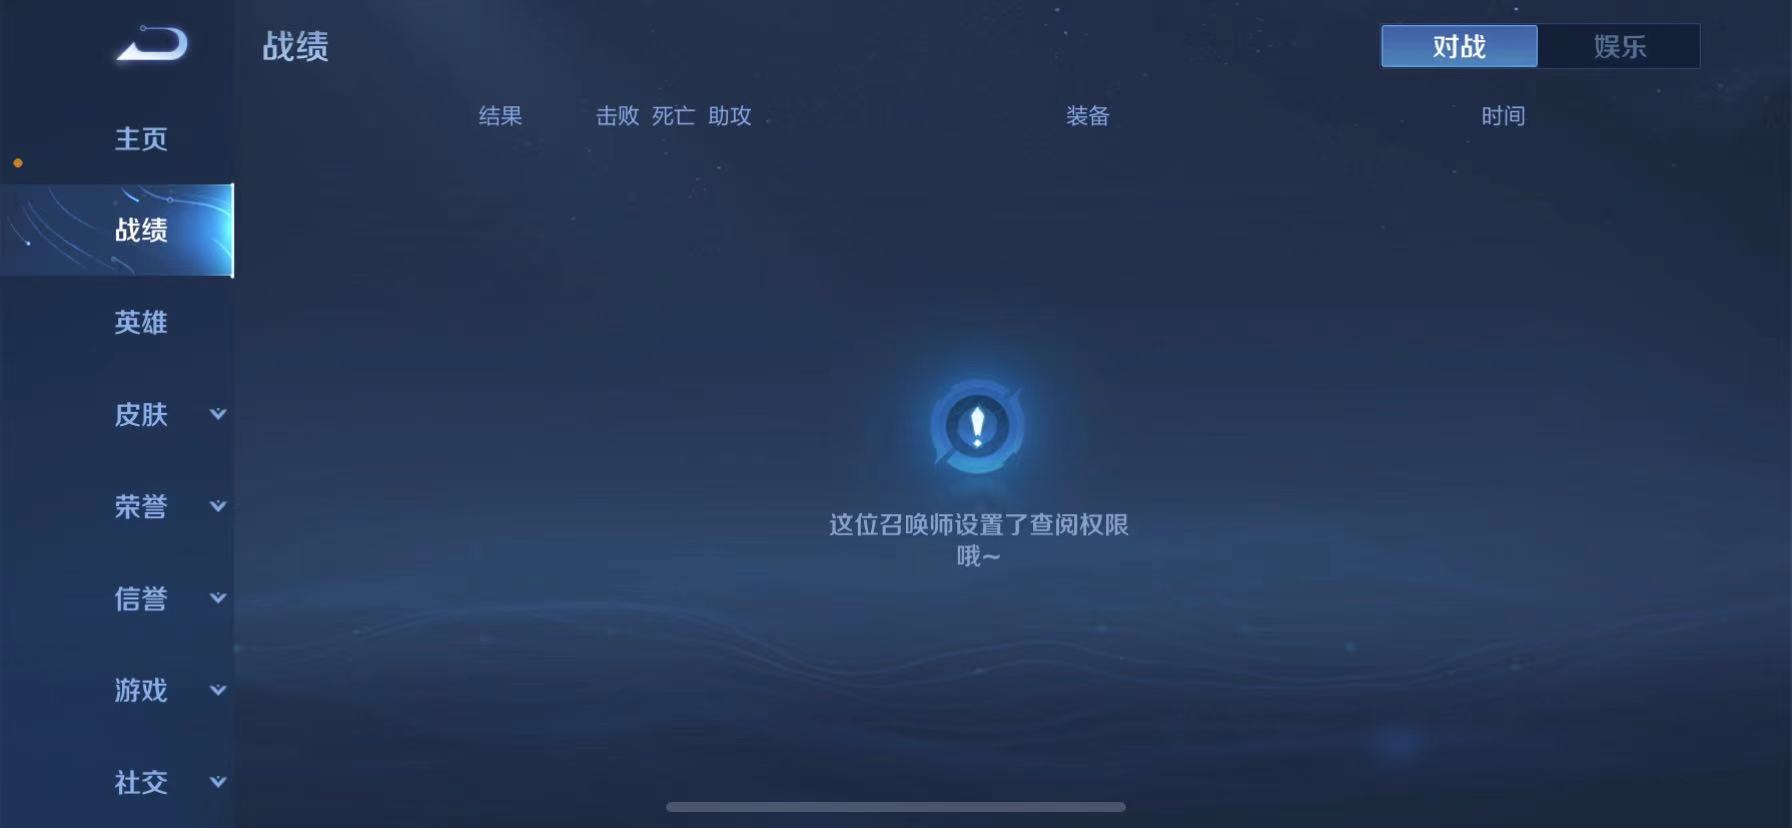 战绩
对战 娱乐
结果 击败 死亡 助攻 装备 时间
主页
战绩
英雄
皮肤
荣誉
信誉
游戏
社交
这位召唤师设置了查阅权限
哦~